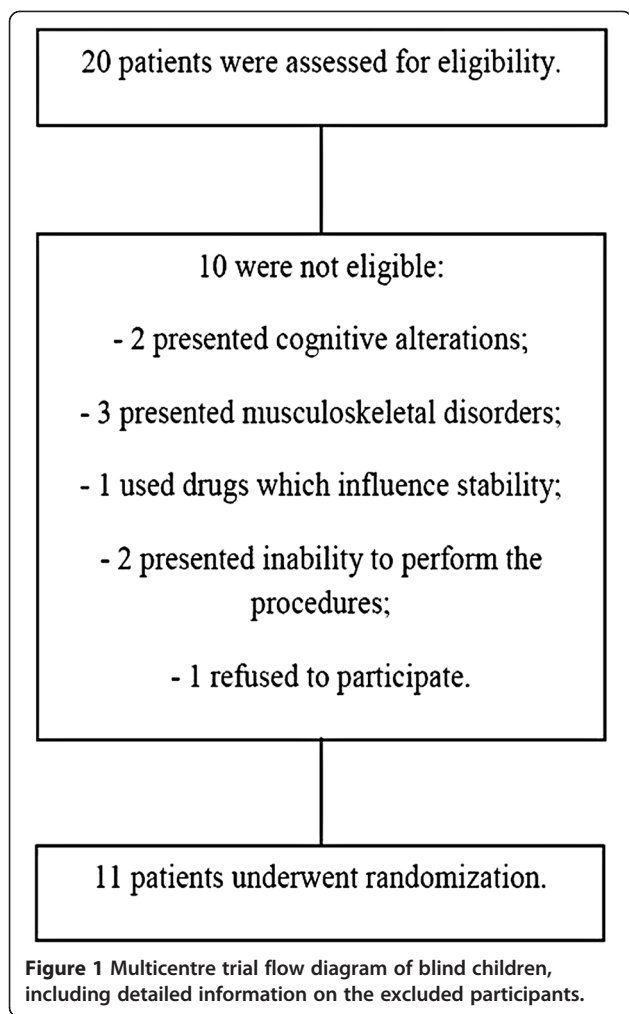 20 patients were assessed for eligibility.
10 were not eligible:
- 2 presented cognitive alterations;
- 3 presented musculoskeletal disorders;
- 1 used drugs which influence stability;
- 2 presented inability to perform the
procedures;
- 1 refused to participate.
11 patients underwent randomization.
Figure 1 Multicentre trial flow diagram of blind children,
including detailed information on the excluded participants.